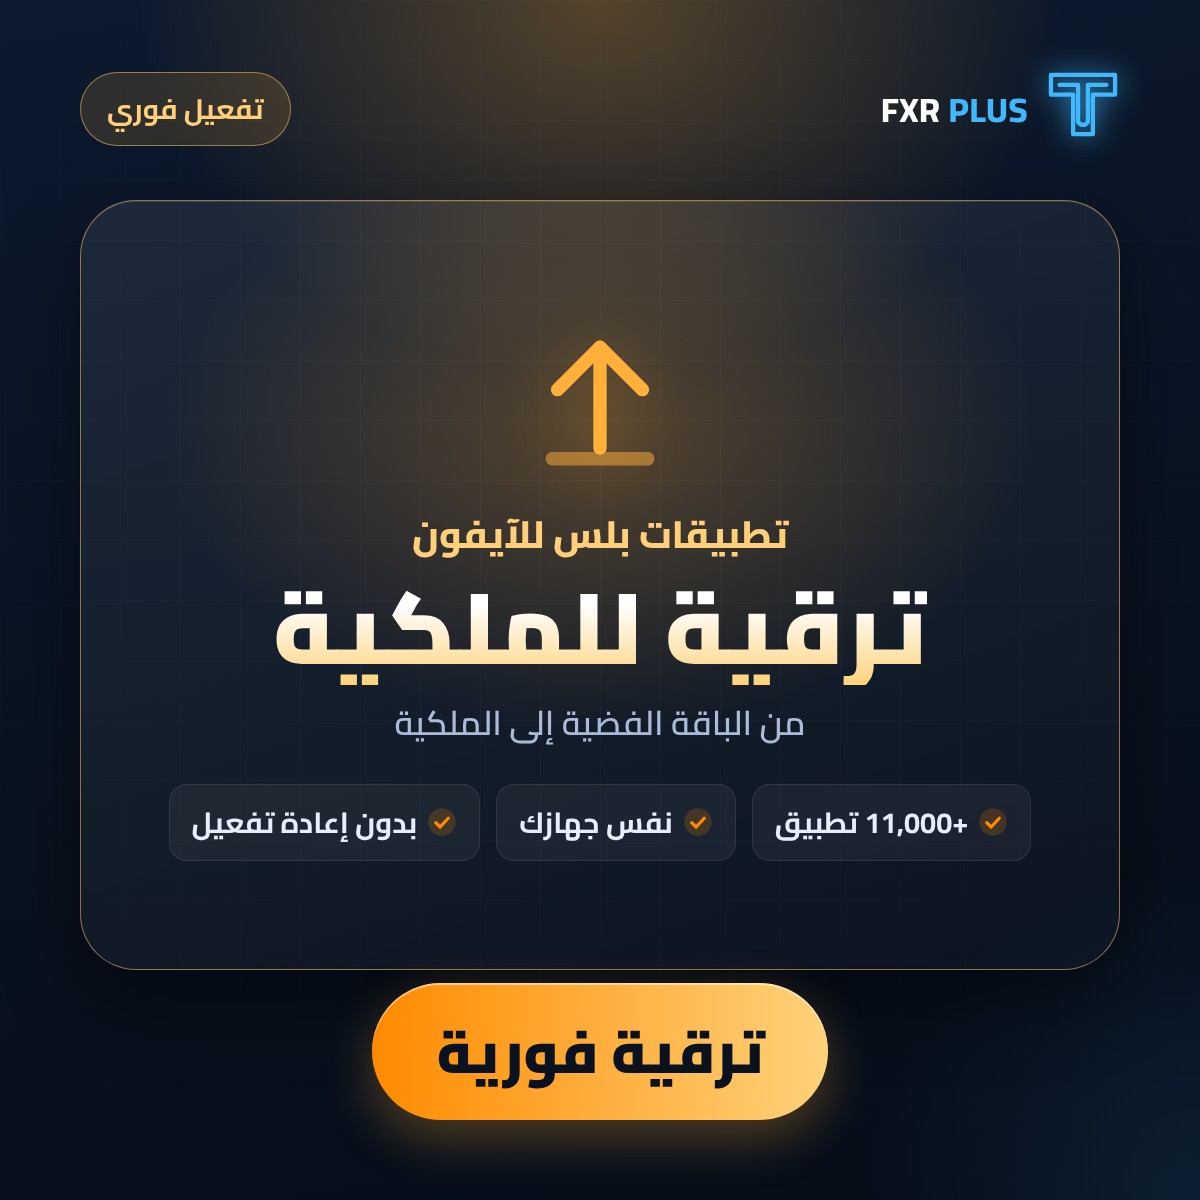 FXR PLUS
تفعيل فوري
تطبيقات بلس للآيفون
ترقية للملكية
من الباقة الفضية إلى الملكية
+11,000 تطبيق
نفس جهازك
بدون إعادة تفعيل
ترقية فورية